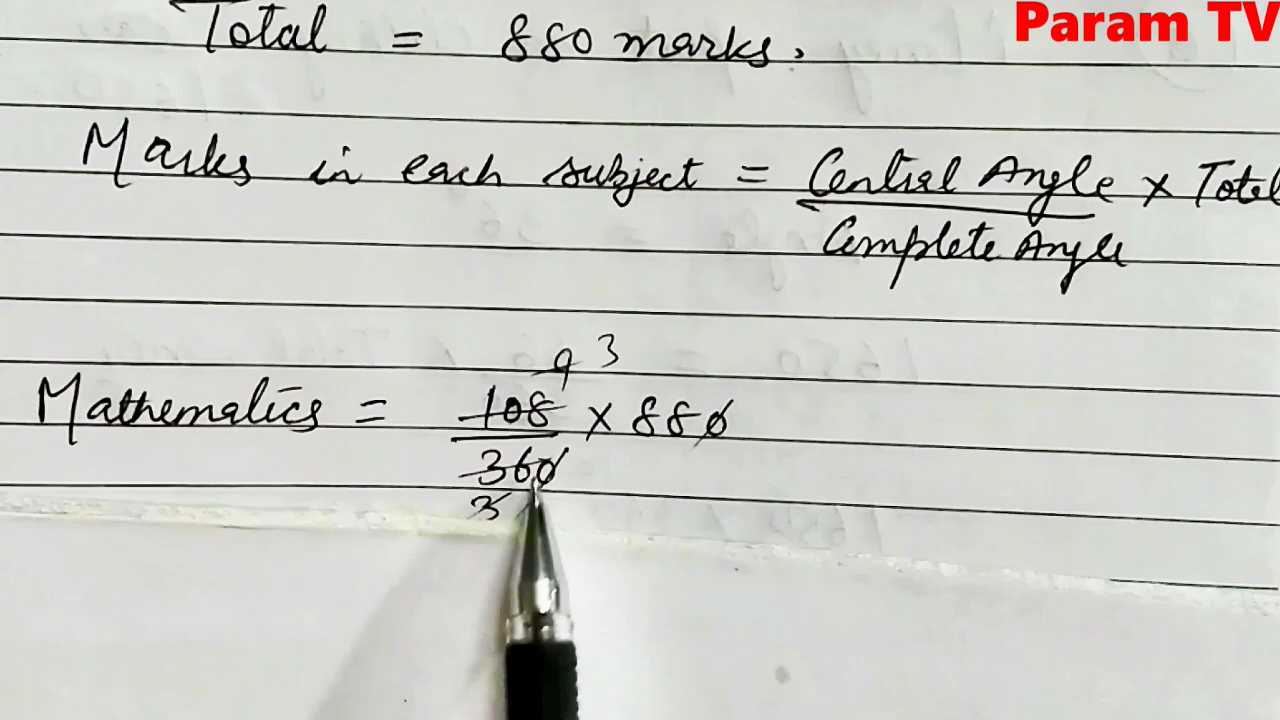 Param TV
Total = 880 marks.
Marks in each subject = Central Angle × Total
Complete Angle
9 3
Mathematics = 108 × 880
360
3